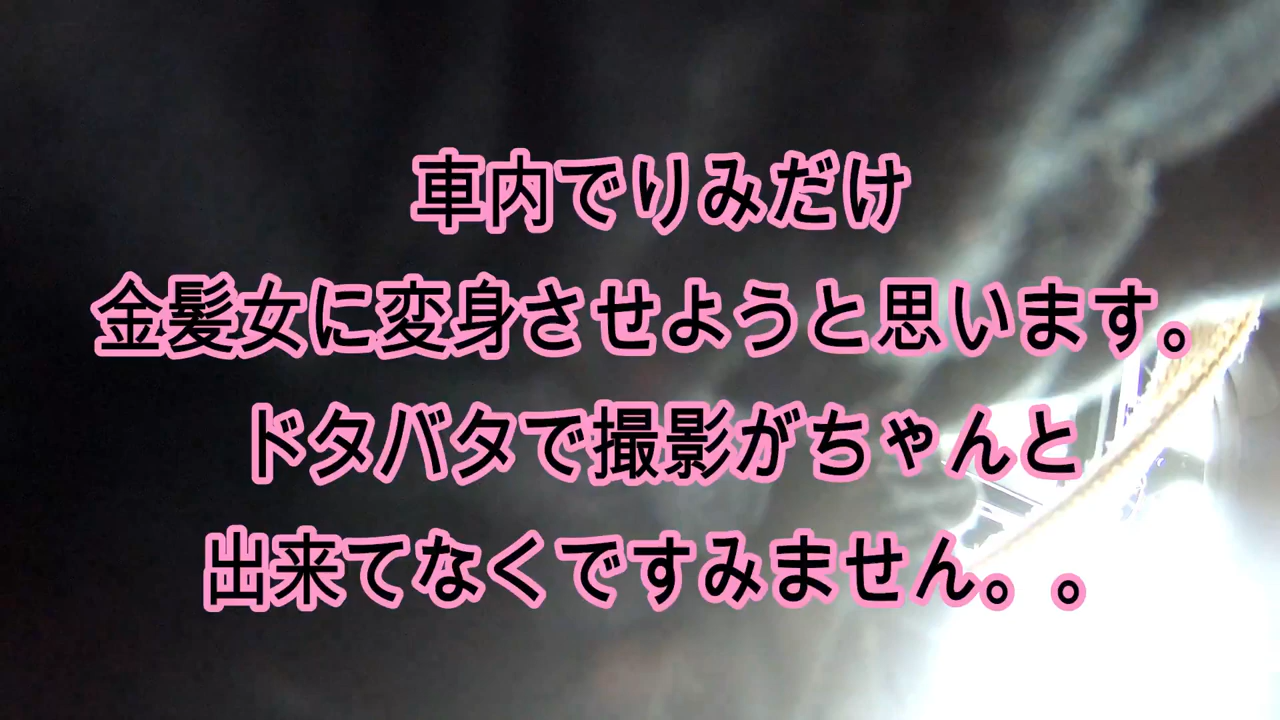 車内でりみだけ
金髪女に変身させようと思います。
ドタバタで撮影がちゃんと
出来てなくですみません。。